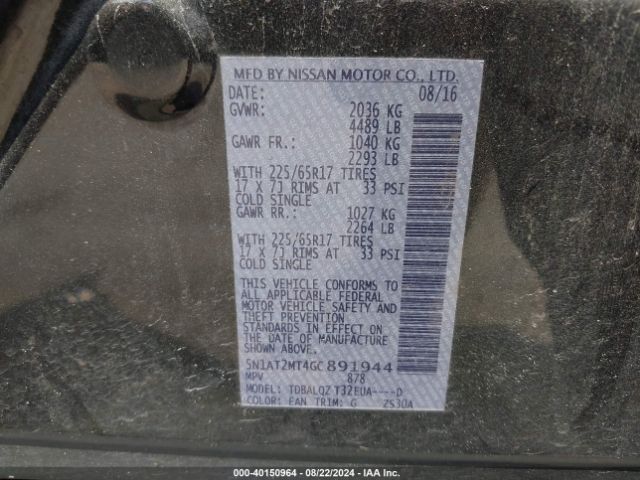 MFD BY NISSAN MOTOR CO., LTD.
DATE: 08/16
GVWR: 2036 KG
4489 LB
GAWR FR.: 1040 KG
2293 LB
WITH 225/65R17 TIRES
17 X 7J RIMS AT 33 PSI
COLD SINGLE
GAWR RR.: 1027 KG
2264 LB
WITH 225/65R17 TIRES
17 X 7J RIMS AT 33 PSI
COLD SINGLE
THIS VEHICLE CONFORMS TO
ALL APPLICABLE FEDERAL
MOTOR VEHICLE SAFETY AND
THEFT PREVENTION
STANDARDS IN EFFECT ON
THE DATE OF MANUFACTURE
SHOWN ABOVE.
5N1AT2MT4GC891944
MPV 878
MODEL: TDBALQZ T32EUA----D
COLOR: EAN TRIM: G ZS30A
000-40150964 - 08/22/2024 - IAA Inc.